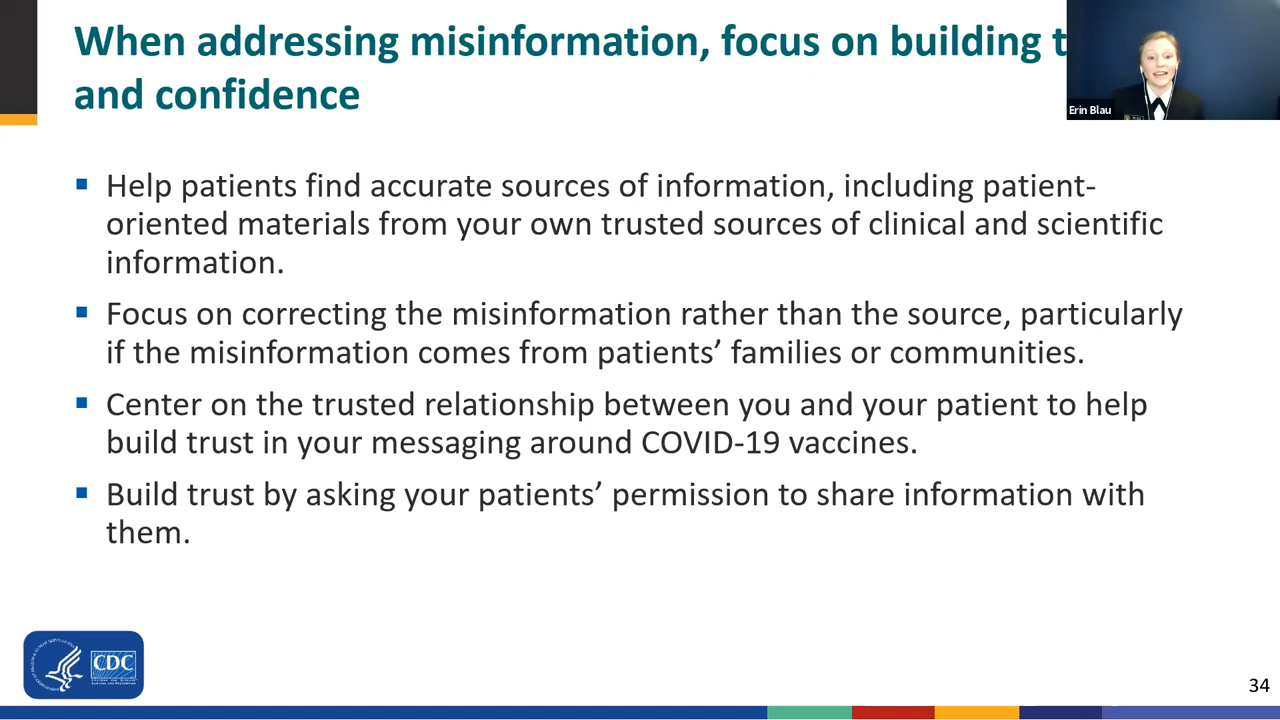 When addressing misinformation, focus on building t
and confidence
Erin Blau
Help patients find accurate sources of information, including patient-
oriented materials from your own trusted sources of clinical and scientific
information.
Focus on correcting the misinformation rather than the source, particularly
if the misinformation comes from patients’ families or communities.
Center on the trusted relationship between you and your patient to help
build trust in your messaging around COVID-19 vaccines.
Build trust by asking your patients’ permission to share information with
them.
CDC
34